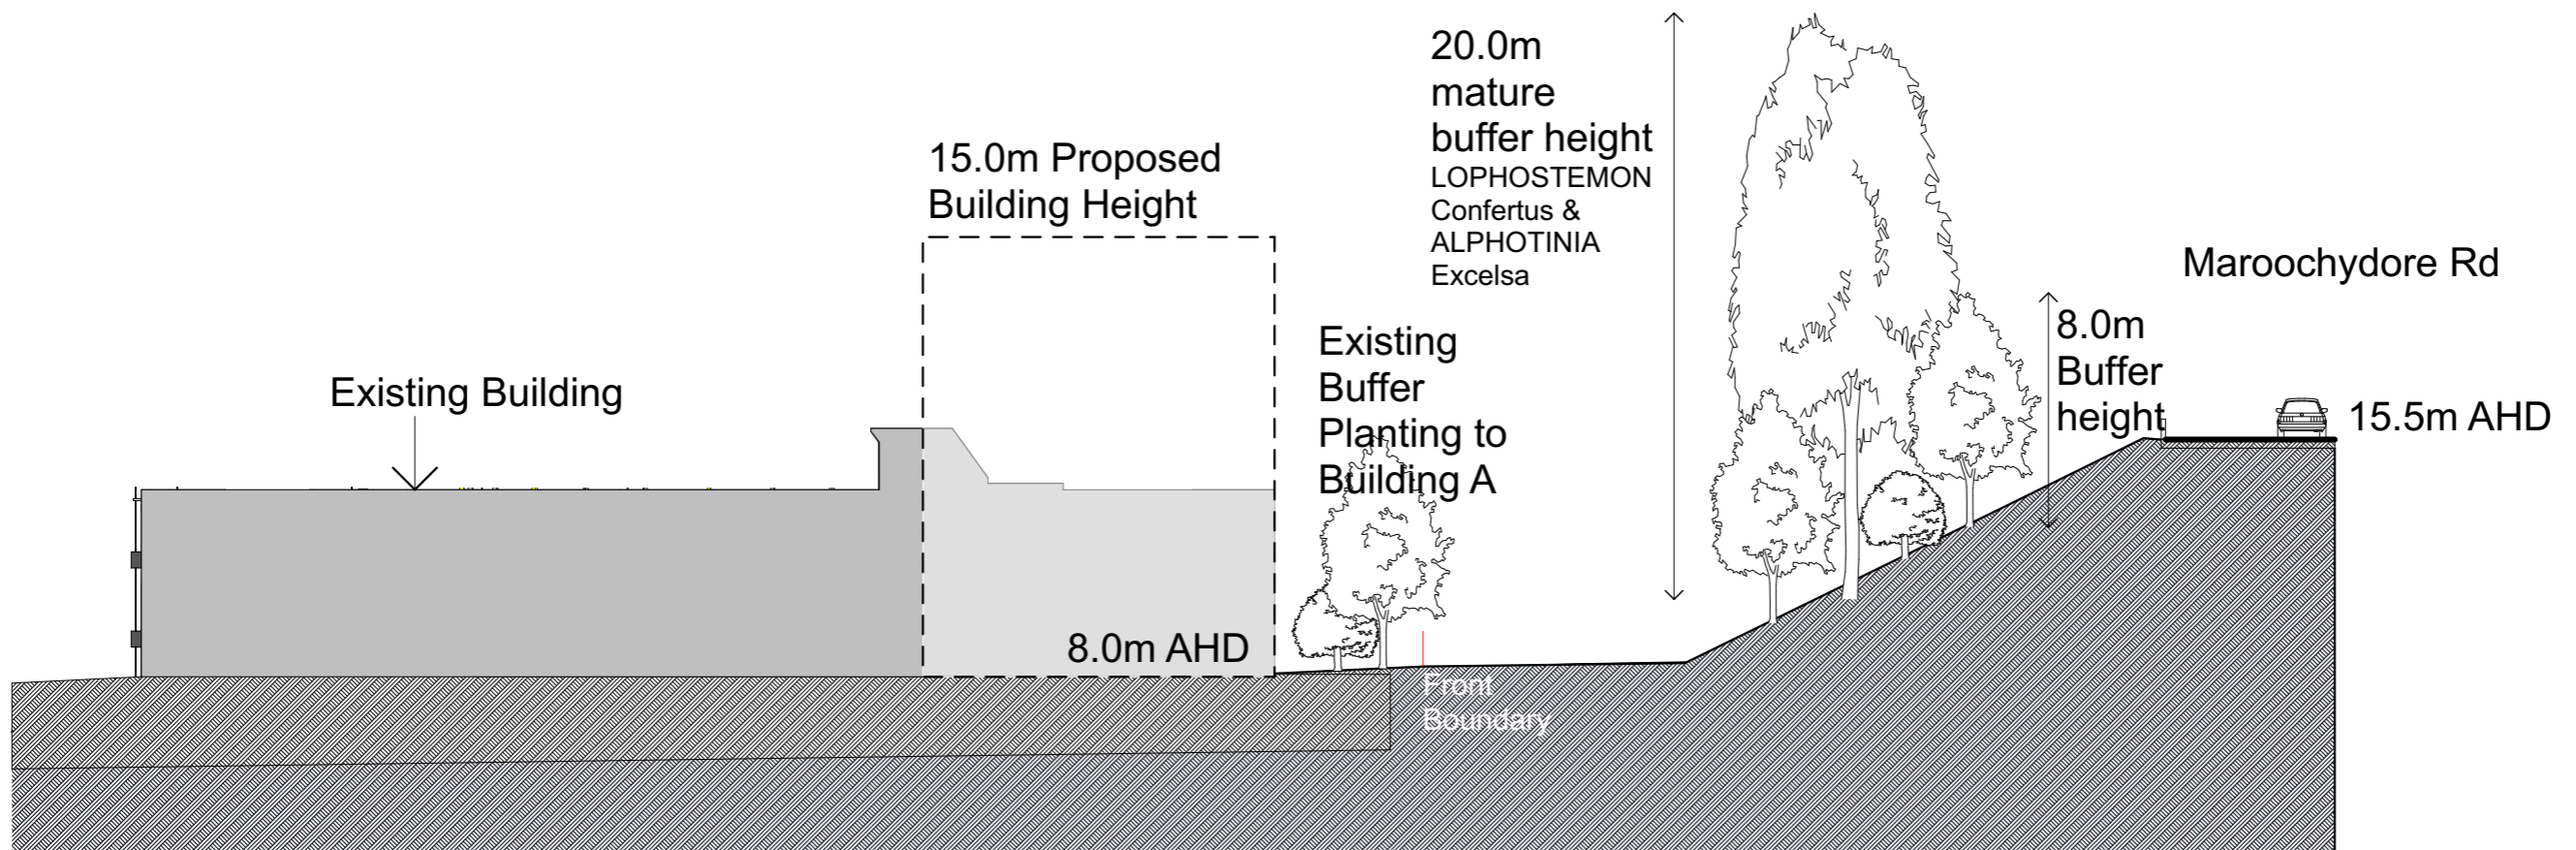 Existing Building
15.0m Proposed
Building Height
8.0m AHD
Existing
Buffer
Planting to
Building A
20.0m
mature
buffer height
LOPHOSTEMON
Confertus &
ALPHOTINIA
Excelsa
Front
Boundary
Maroochydore Rd
8.0m
Buffer
height
15.5m AHD